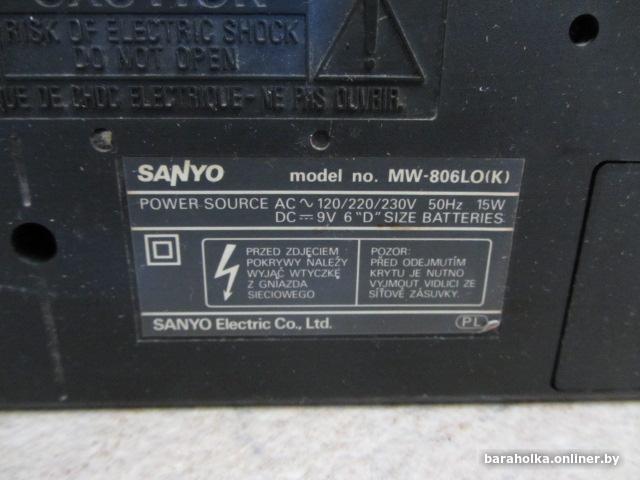 CAUTION
RISK OF ELECTRIC SHOCK
DO NOT OPEN
QUE DE CHOC ELECTRIQUE-NE PAS OUVRIR.
SANYO model no. MW-806LO(K)
POWER SOURCE AC ~ 120/220/230V 50Hz 15W
DC ⎓ 9V 6 "D" SIZE BATTERIES
PRZED ZDJĘCIEM
POKRYWY NALEŻY
WYJĄĆ WTYCZKĘ
Z GNIAZDA
SIECIOWEGO
POZOR:
PŘED ODEJMUTÍM
KRYTU JE NUTNO
VYJMOUT VIDLICI ZE
SÍŤOVÉ ZÁSUVKY.
SANYO Electric Co., Ltd. PL
baraholka.onliner.by